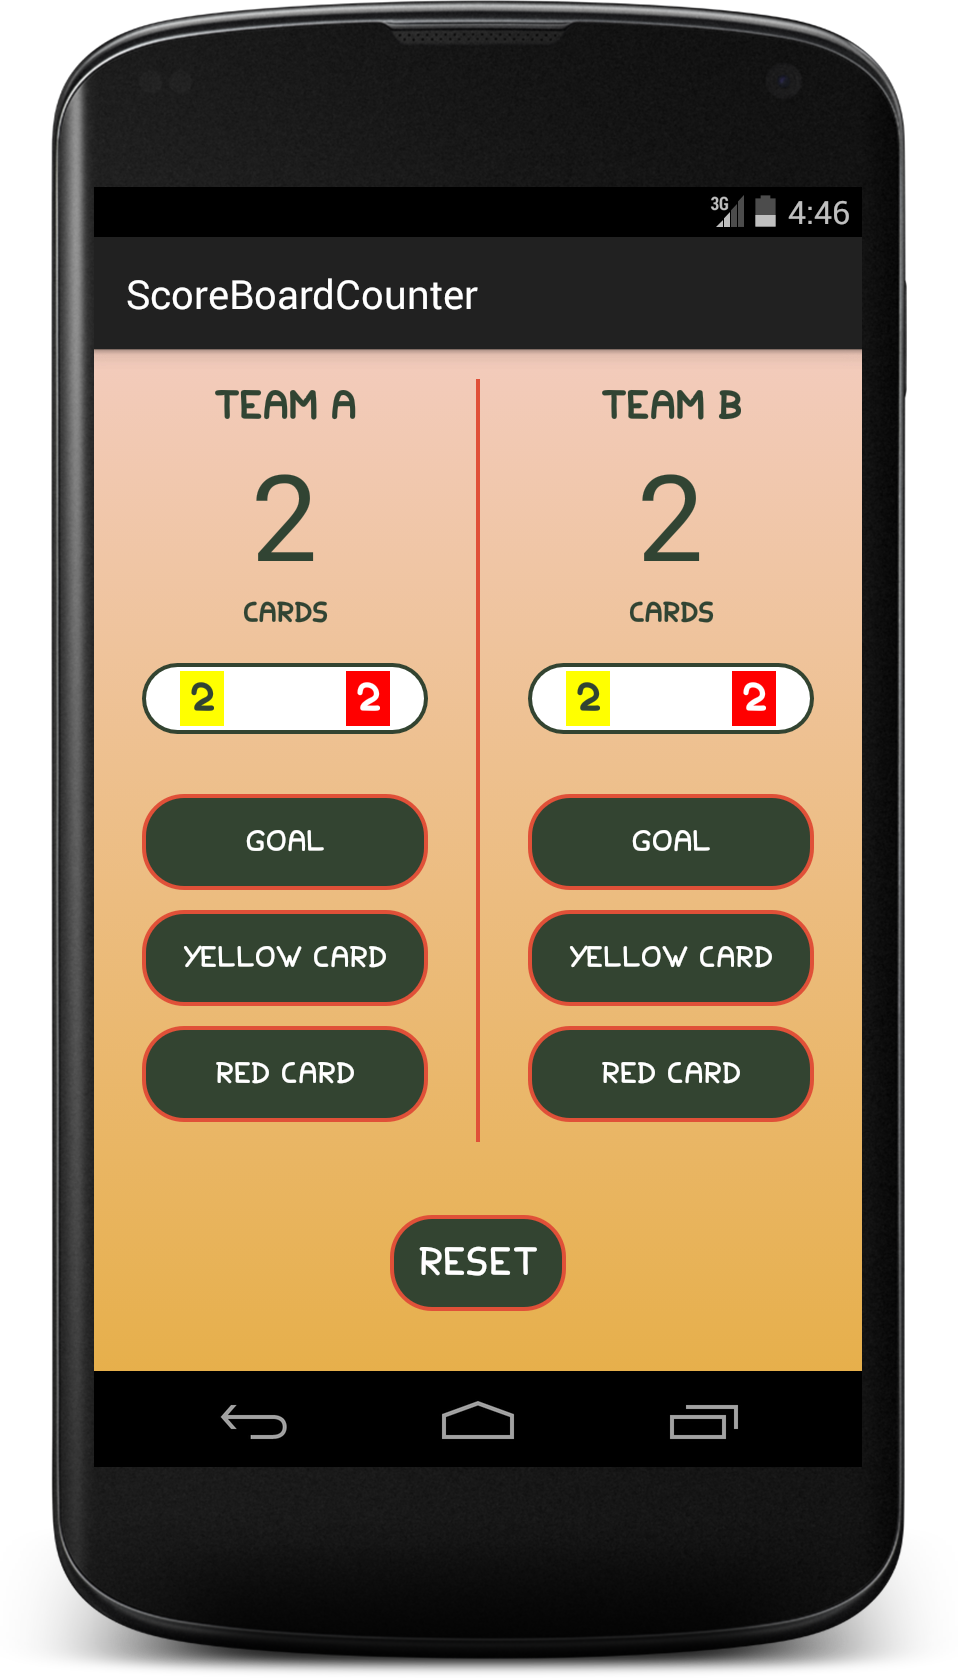 3G 4:46
ScoreBoardCounter
TEAM A TEAM B
2 2
CARDS CARDS
2 2 2 2
GOAL GOAL
YELLOW CARD YELLOW CARD
RED CARD RED CARD
RESET